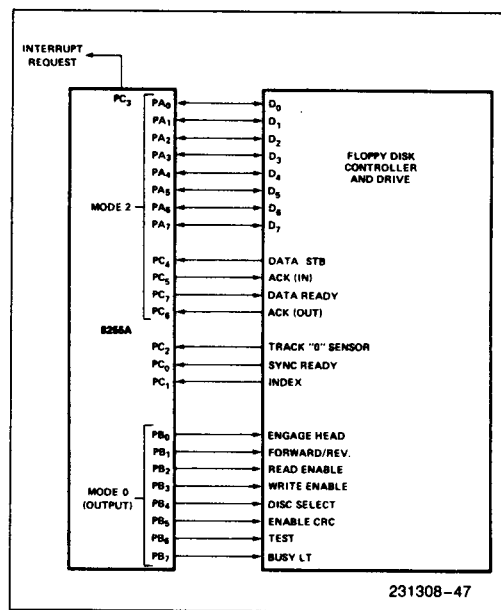 INTERRUPT
REQUEST
PC3 PA0 D0
PA1 D1
PA2 D2
PA3 D3
PA4 D4
PA5 D5
PA6 D6
PA7 D7
FLOPPY DISK
CONTROLLER
AND DRIVE
MODE 2
PC4 DATA STB
PC5 ACK (IN)
PC7 DATA READY
PC6 ACK (OUT)
8255A
PC2 TRACK "0" SENSOR
PC0 SYNC READY
PC1 INDEX
PB0 ENGAGE HEAD
PB1 FORWARD/REV.
PB2 READ ENABLE
PB3 WRITE ENABLE
PB4 DISC SELECT
PB5 ENABLE CRC
PB6 TEST
PB7 BUSY LT
MODE 0
(OUTPUT)
231308-47